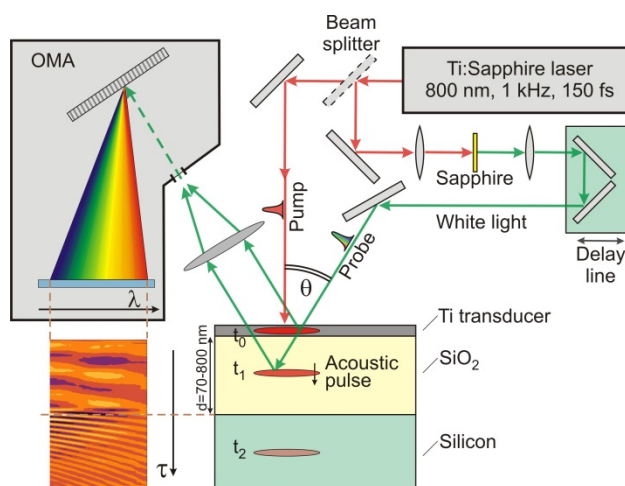 OMA
Beam
splitter
Ti:Sapphire laser
800 nm, 1 kHz, 150 fs
Sapphire
White light
Delay
line
Pump
Probe
θ
λ
t0
t1
t2
d=70-800 nm
Acoustic
pulse
Ti transducer
SiO2
Silicon
τ